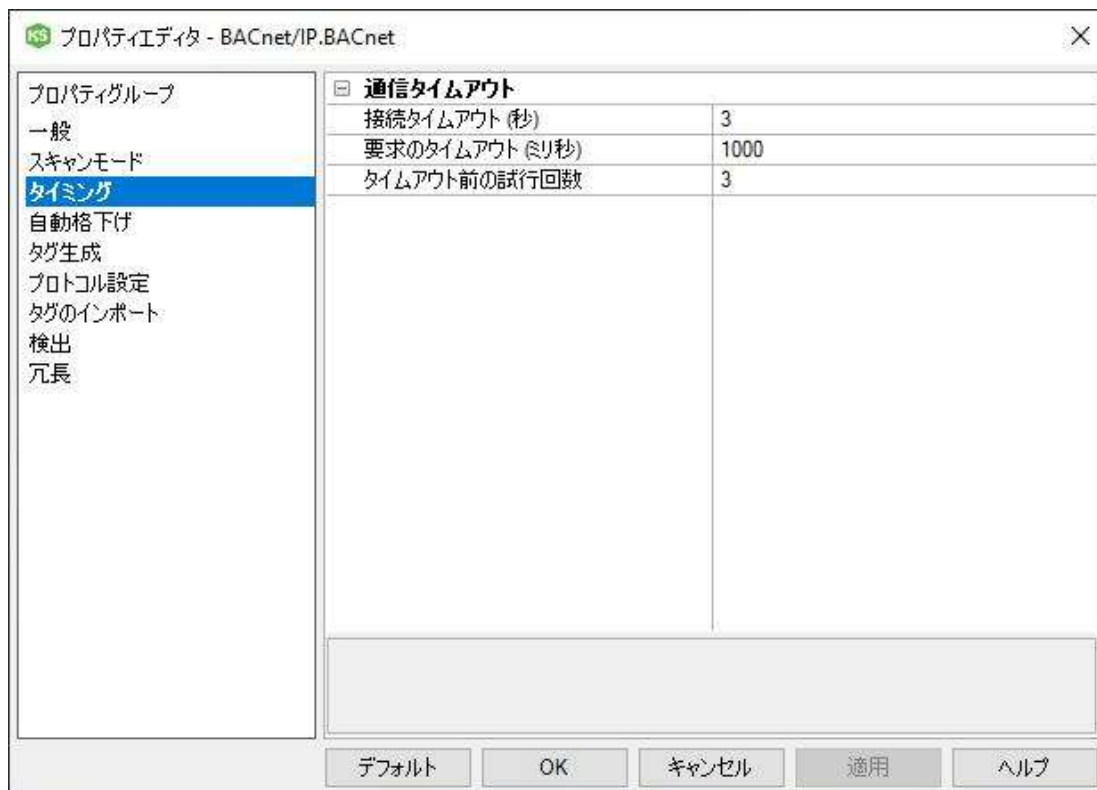 KS プロパティエディタ - BACnet/IP.BACnet
プロパティグループ
一般
スキャンモード
タイミング
自動格下げ
タグ生成
プロトコル設定
タグのインポート
検出
冗長
通信タイムアウト
接続タイムアウト (秒) 3
要求のタイムアウト (ミリ秒) 1000
タイムアウト前の試行回数 3
デフォルト OK キャンセル 適用 ヘルプ